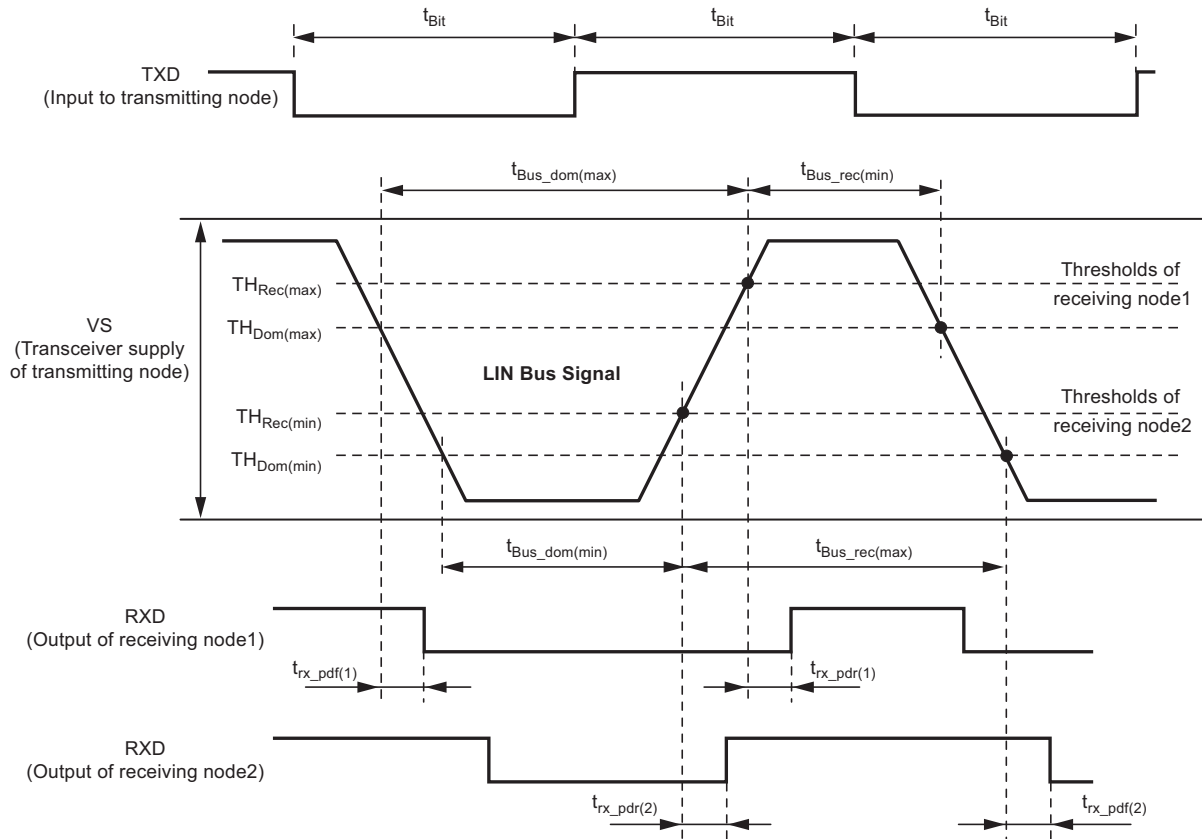 tBit tBit tBit
TXD
(Input to transmitting node)
tBus_dom(max) tBus_rec(min)
THRec(max)
Thresholds of
receiving node1
THDom(max)
VS
(Transceiver supply
of transmitting node)
LIN Bus Signal
THRec(min)
Thresholds of
receiving node2
THDom(min)
tBus_dom(min) tBus_rec(max)
RXD
(Output of receiving node1)
trx_pdf(1) trx_pdr(1)
RXD
(Output of receiving node2)
trx_pdr(2) trx_pdf(2)